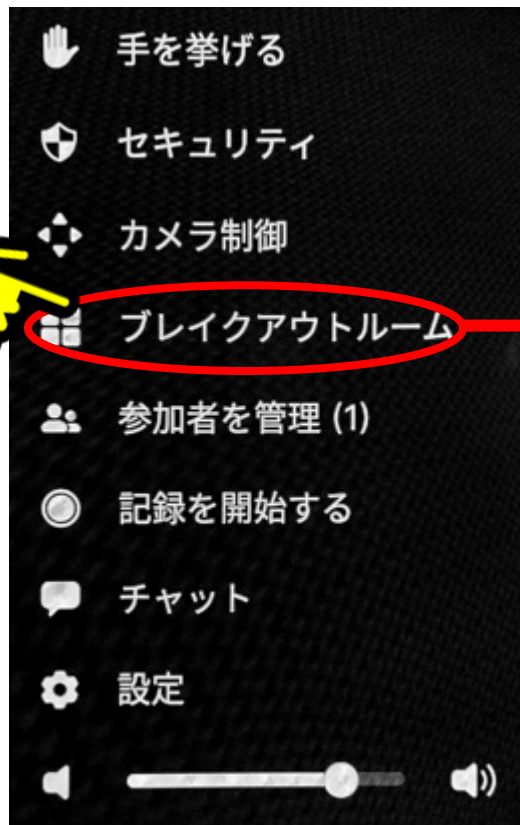 手を挙げる
セキュリティ
カメラ制御
ブレイクアウトルーム
参加者を管理 (1)
記録を開始する
チャット
設定